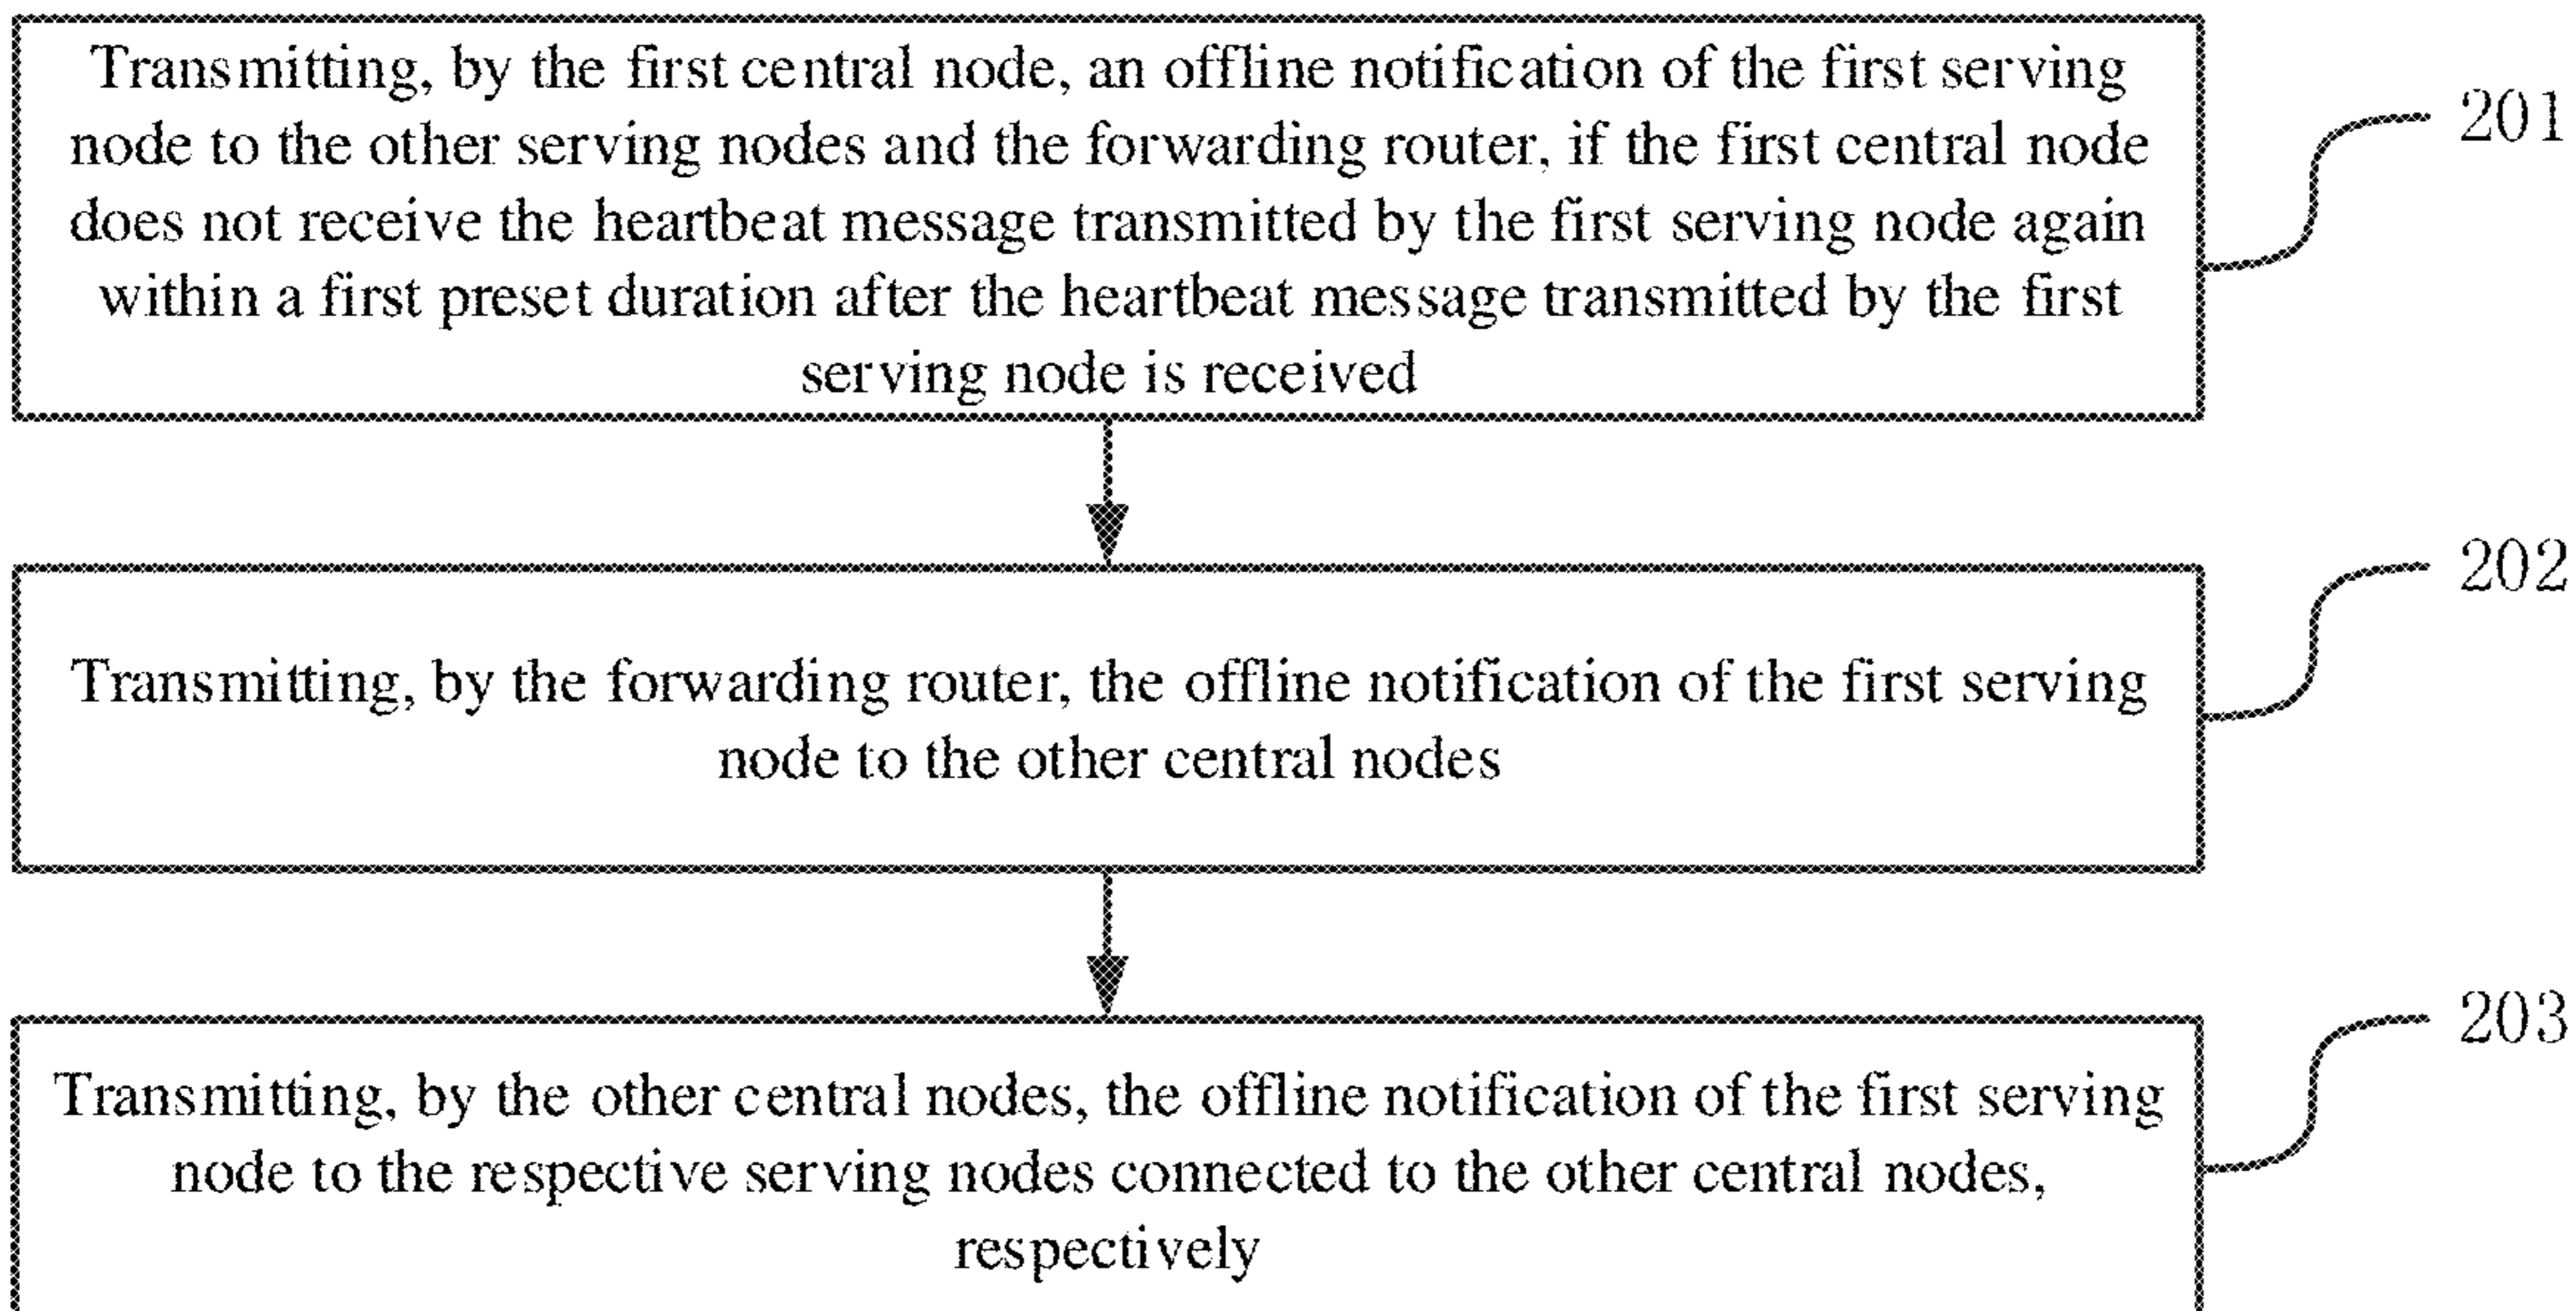 Transmitting, by the first central node, an offline notification of the first serving
node to the other serving nodes and the forwarding router, if the first central node
does not receive the heartbeat message transmitted by the first serving node again
within a first preset duration after the heartbeat message transmitted by the first
serving node is received
201
Transmitting, by the forwarding router, the offline notification of the first serving
node to the other central nodes
202
Transmitting, by the other central nodes, the offline notification of the first serving
node to the respective serving nodes connected to the other central nodes,
respectively
203